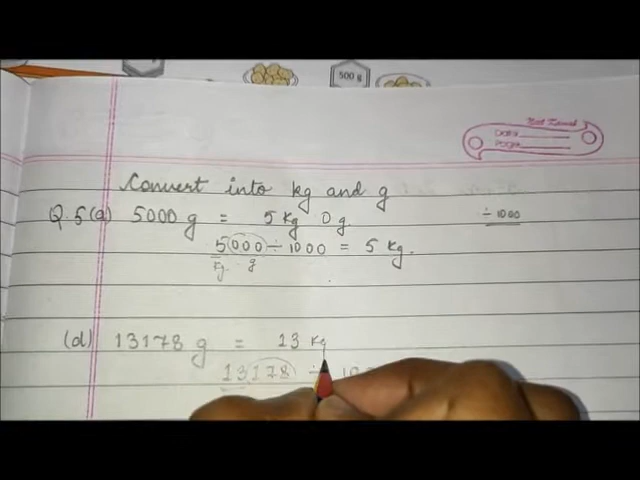 500 g
Date
Page
Convert into kg and g
Q.5(a) 5000 g = 5 kg 0 g.
÷ 1000
5000 ÷ 1000 = 5 kg.
kg g
(d) 13178 g = 13 kg
13178 ÷